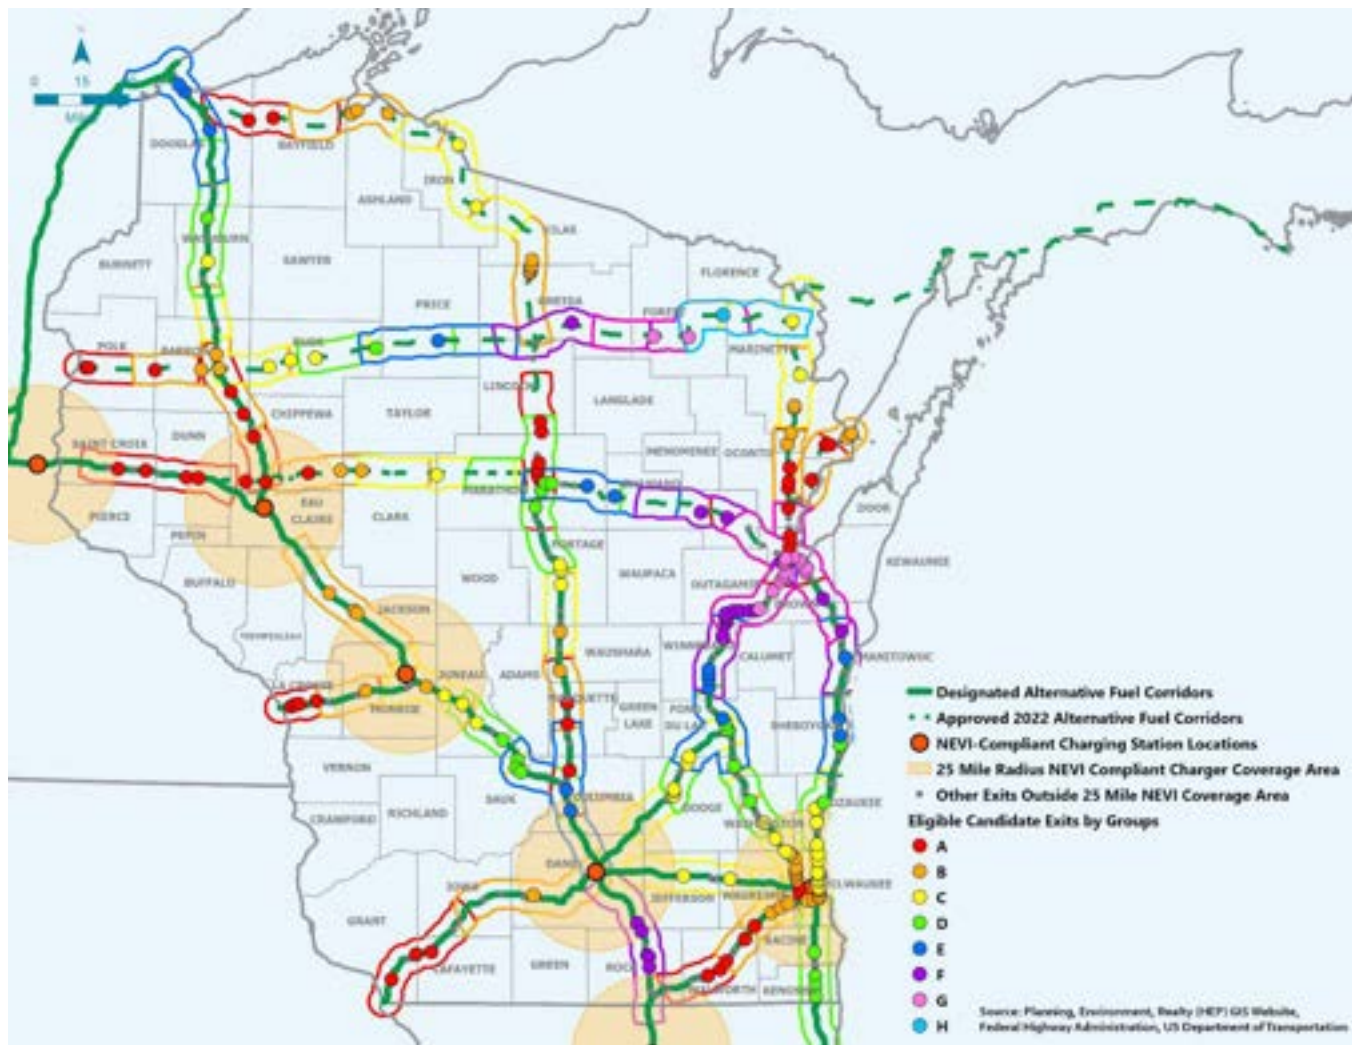 0 15
DOUGLAS
BAYFIELD
IRON
ASHLAND
VILAS
WASHBURN
BURNETT
SAWYER
FLORENCE
PRICE
ONEIDA
FOREST
POLK
BARRON
RUSK
MARINETTE
LINCOLN
CHIPPEWA
TAYLOR
LANGLADE
SAINT CROIX
DUNN
MENOMINEE
OCONTO
MARATHON
SHAWANO
PIERCE
EAU
CLAIRE
CLARK
DOOR
PEPIN
PORTAGE
KEWAUNEE
BUFFALO
WOOD
WAUPACA
OUTAGAMIE
BROWN
JACKSON
TREMPEALEAU
WAUSHARA
WINNEBAGO
CALUMET
MANITOWOC
LA CROSSE
JUNEAU
ADAMS
MARQUETTE
MONROE
GREEN
LAKE
FOND
DU LAC
SHEBOYGAN
VERNON
SAUK
COLUMBIA
DODGE
OZAUKEE
RICHLAND
CRAWFORD
WASHINGTON
DANE
MILWAUKEE
IOWA
JEFFERSON
WAUKESHA
GRANT
RACINE
LAFAYETTE
GREEN
ROCK
WALWORTH
KENOSHA
Designated Alternative Fuel Corridors
Approved 2022 Alternative Fuel Corridors
NEVI-Compliant Charging Station Locations
25 Mile Radius NEVI Compliant Charger Coverage Area
Other Exits Outside 25 Mile NEVI Coverage Area
Eligible Candidate Exits by Groups
A
B
C
D
E
F
G
H
Source: Planning, Environment, Realty (HEP) GIS Website,
Federal Highway Administration, US Department of Transportation